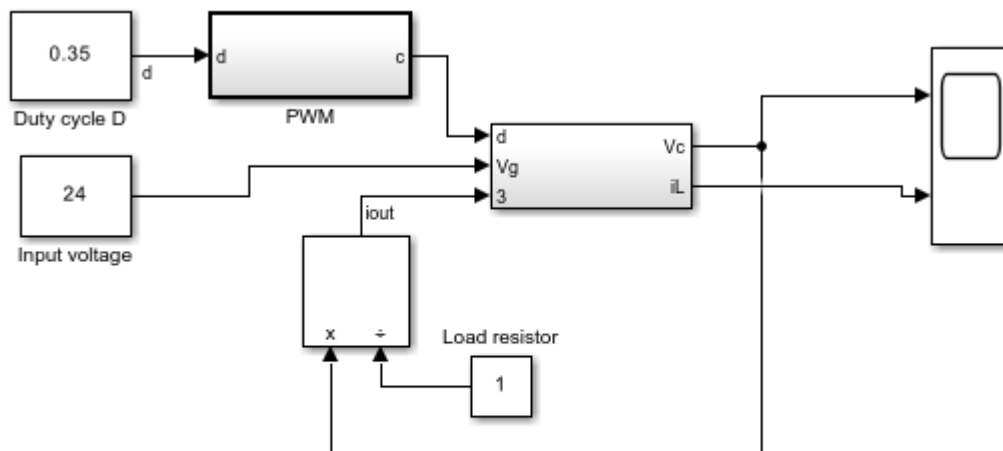 0.35
d
Duty cycle D
d
c
PWM
24
Input voltage
d
Vg
3
Vc
iL
iout
x
÷
Load resistor
1